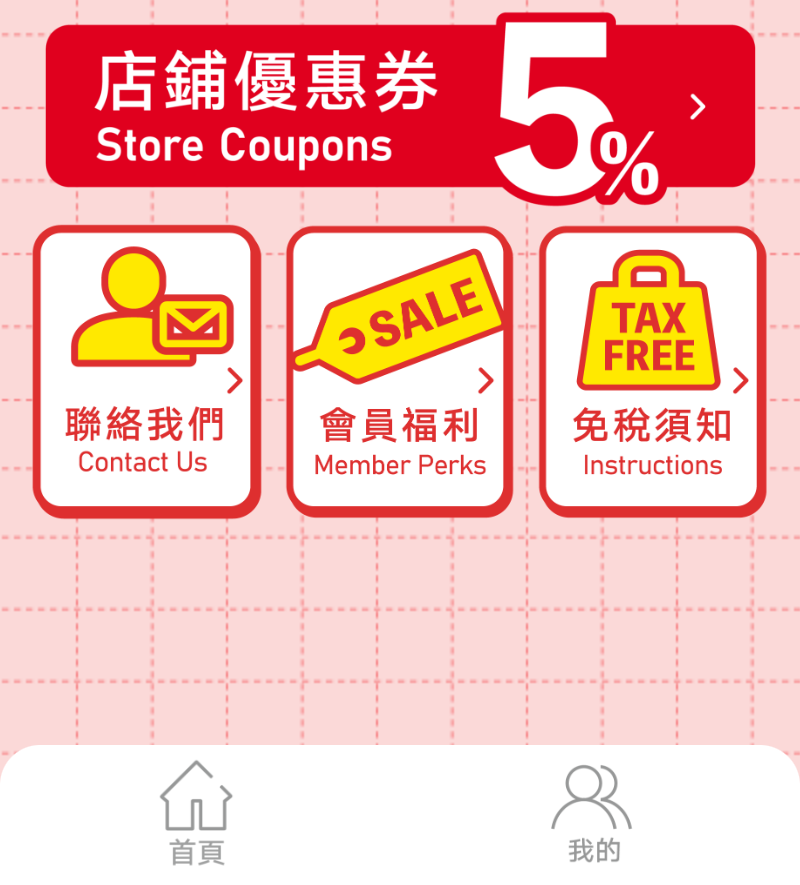 店鋪優惠券
Store Coupons
5%
SALE
TAX
FREE
聯絡我們
Contact Us
會員福利
Member Perks
免稅須知
Instructions
首頁
我的